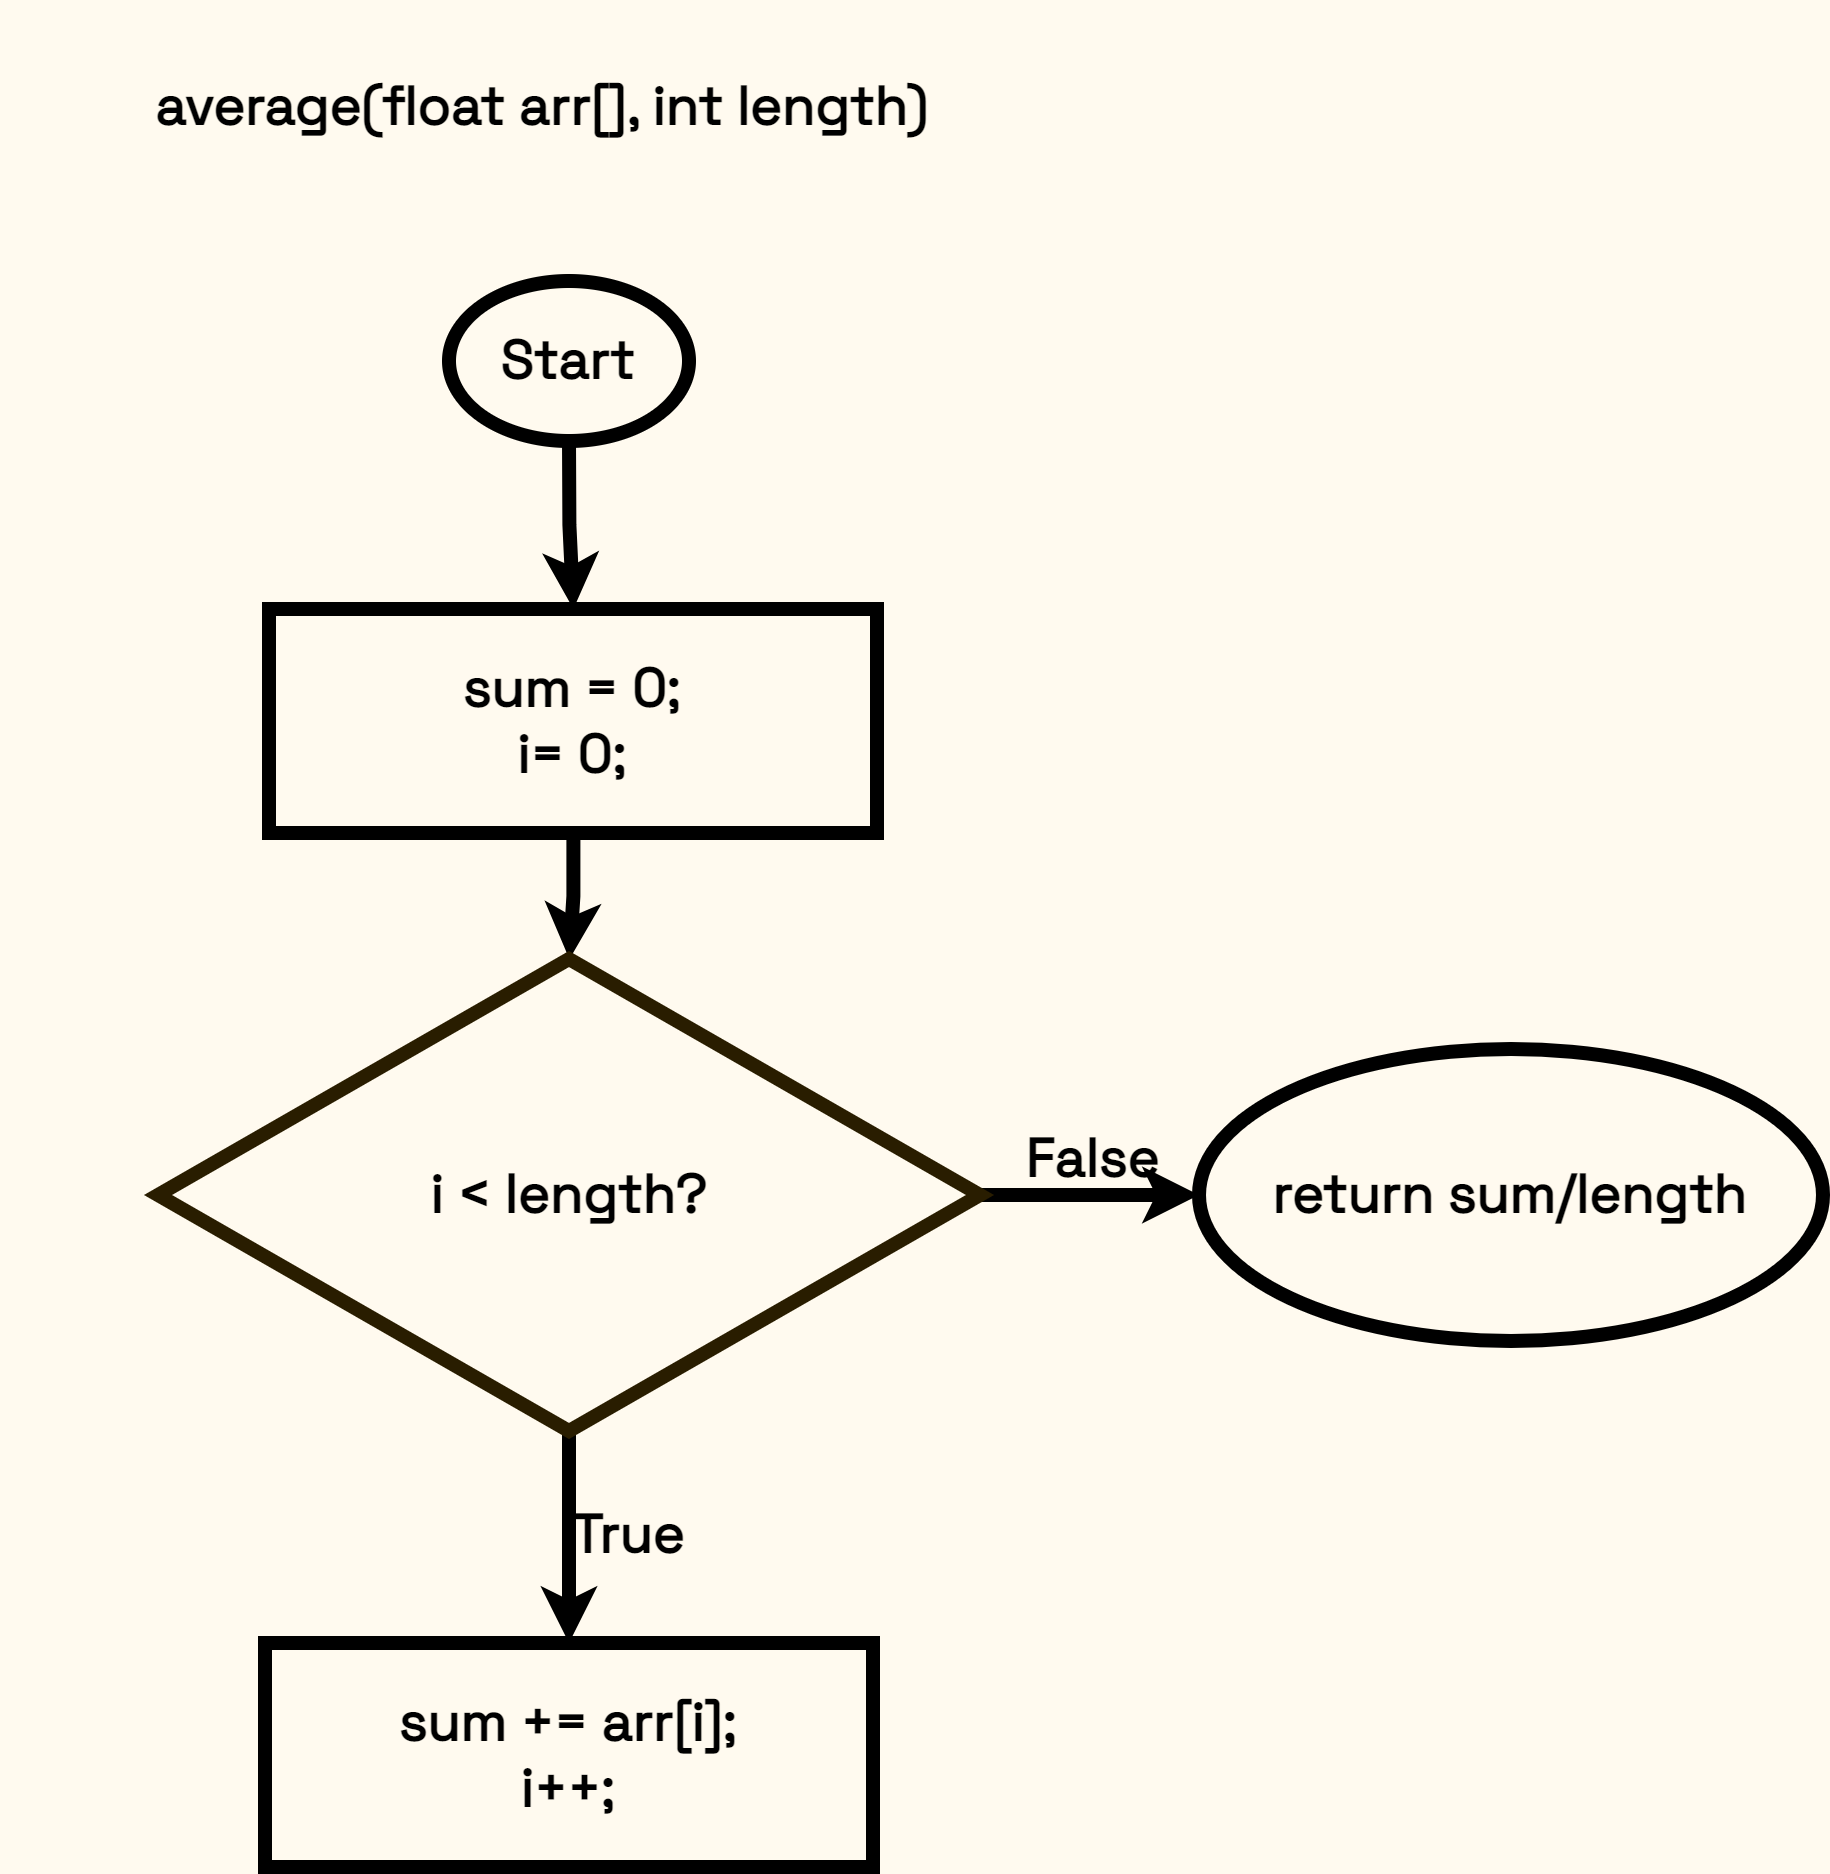 average(float arr[], int length)
Start
sum = 0;
i= 0;
i < length?
False
return sum/length
True
sum += arr[i];
i++;